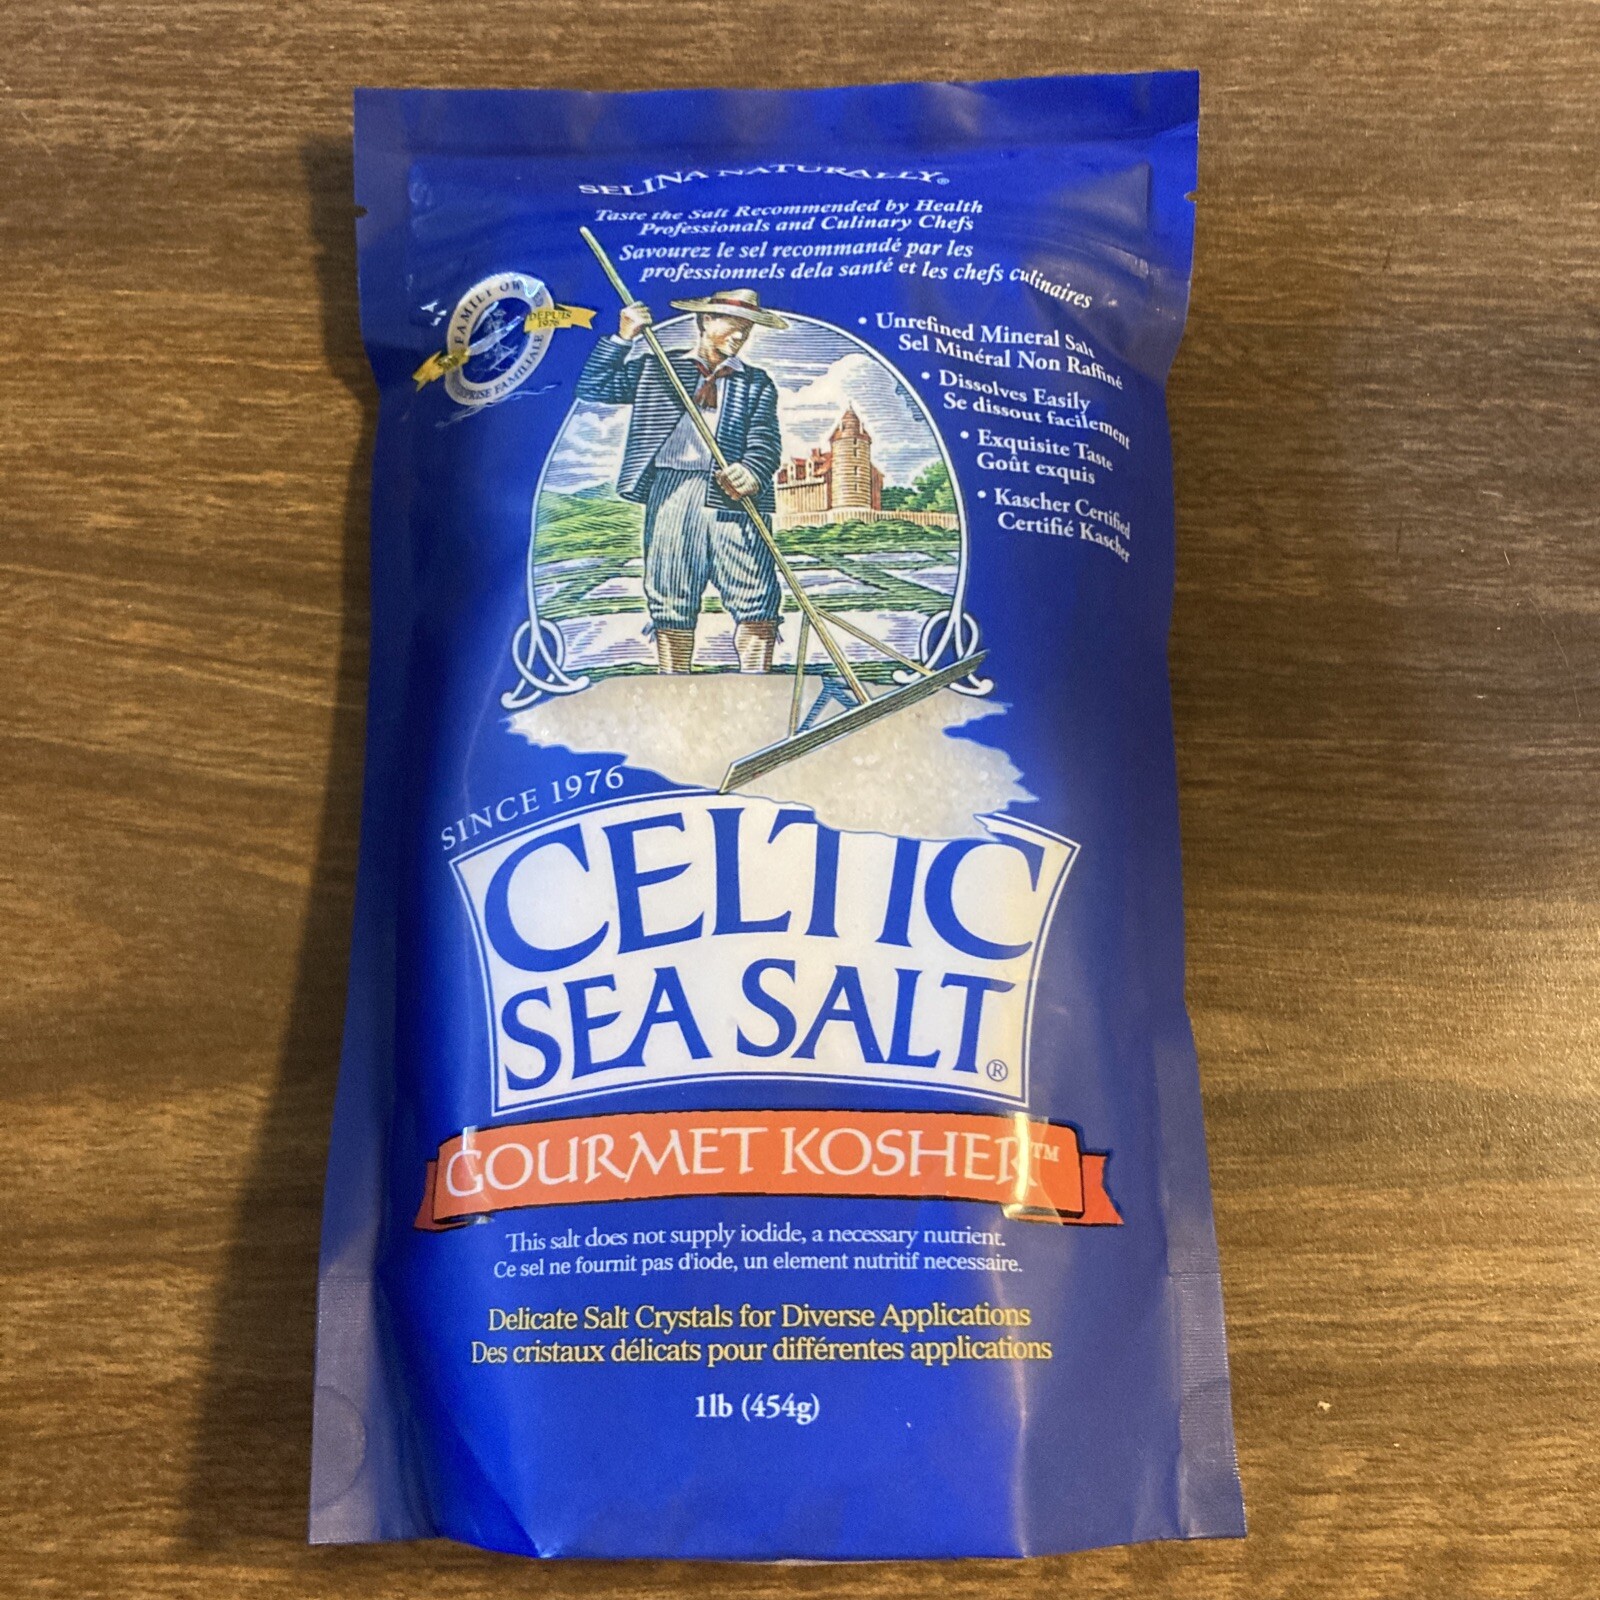 SELINA NATURALLY®
Taste the Salt Recommended by Health
Professionals and Culinary Chefs
Savourez le sel recommandé par les
professionnels dela santé et les chefs culinaires
FAMILY
DEPUIS
1976
FAMILIALE
• Unrefined Mineral Salt
Sel Minéral Non Raffiné
• Dissolves Easily
Se dissout facilement
• Exquisite Taste
Goût exquis
• Kascher Certified
Certifié Kascher
SINCE 1976
CELTIC
SEA SALT®
GOURMET KOSHER™
This salt does not supply iodide, a necessary nutrient.
Ce sel ne fournit pas d'iode, un element nutritif necessaire.
Delicate Salt Crystals for Diverse Applications
Des cristaux délicats pour différentes applications
1lb (454g)